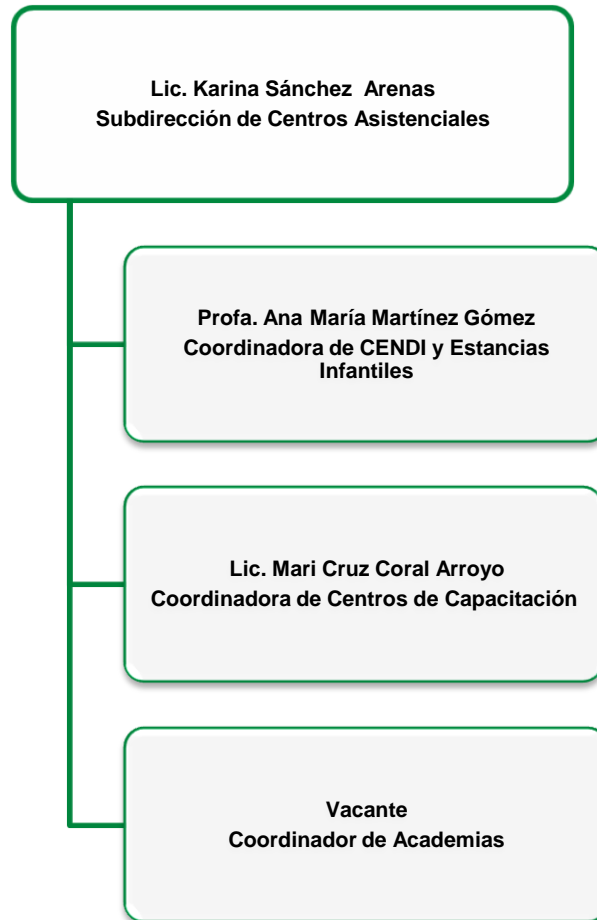 Lic. Karina Sánchez Arenas
Subdirección de Centros Asistenciales
Profa. Ana María Martínez Gómez
Coordinadora de CENDI y Estancias
Infantiles
Lic. Mari Cruz Coral Arroyo
Coordinadora de Centros de Capacitación
Vacante
Coordinador de Academias